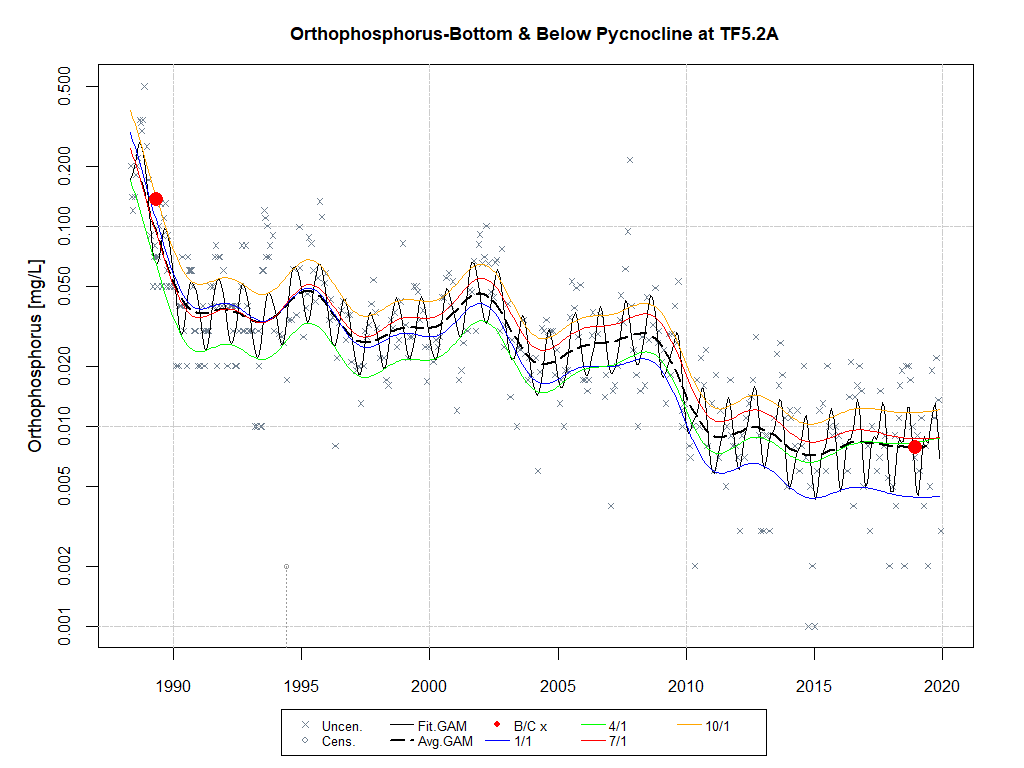 Orthophosphorus-Bottom & Below Pycnocline at TF5.2A
Orthophosphorus [mg/L]
0.500
0.200
0.100
0.050
0.020
0.010
0.005
0.002
0.001
1990 1995 2000 2005 2010 2015 2020
Uncen. Fit.GAM B/C x 4/1 10/1
Cens. Avg.GAM 1/1 7/1